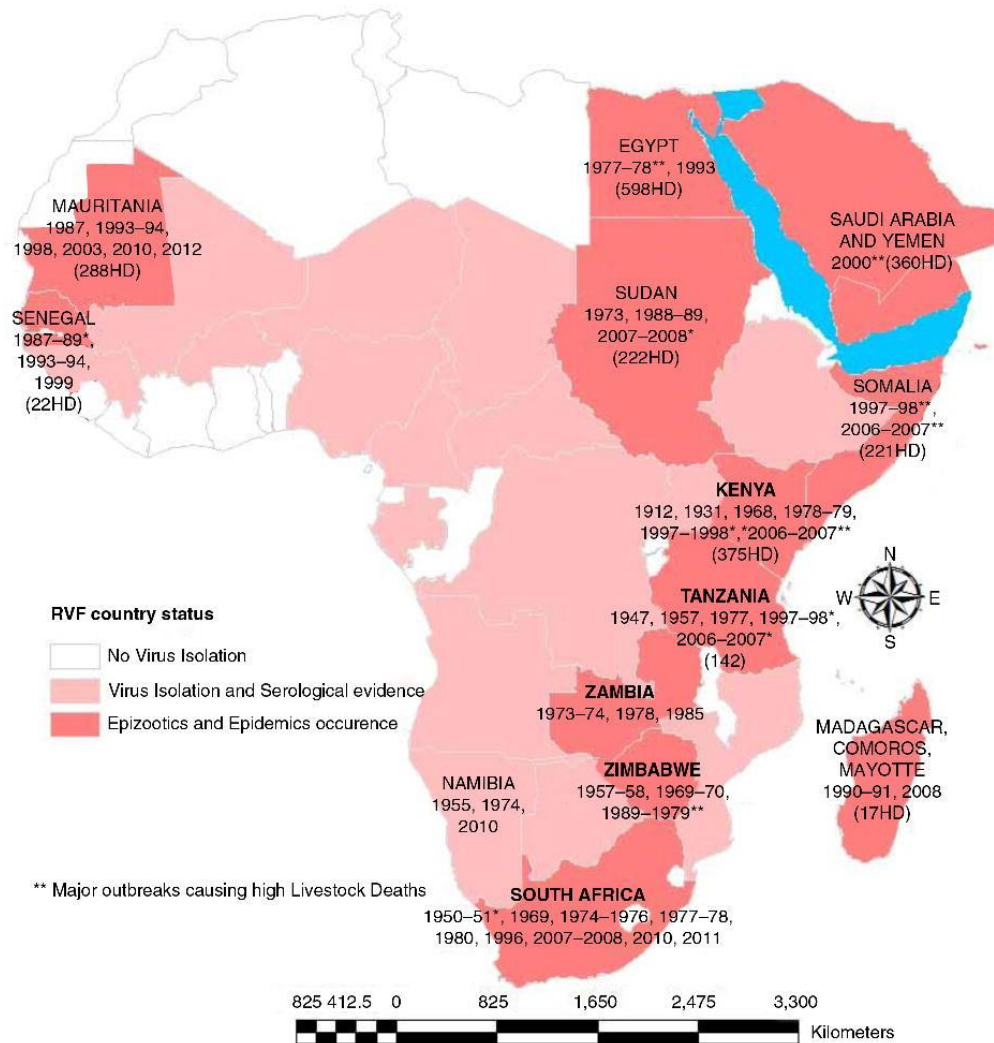 EGYPT
1977–78**, 1993
(598HD)
MAURITANIA
1987, 1993–94,
1998, 2003, 2010, 2012
(288HD)
SAUDI ARABIA
AND YEMEN
2000**(360HD)
SUDAN
1973, 1988–89,
2007–2008*
(222HD)
SENEGAL
1987–89*,
1993–94,
1999
(22HD)
SOMALIA
1997–98**,
2006–2007**
(221HD)
KENYA
1912, 1931, 1968, 1978–79,
1997–1998*,*2006–2007**
(375HD)
N
W E
S
TANZANIA
1947, 1957, 1977, 1997–98*,
2006–2007*
(142)
RVF country status
No Virus Isolation
Virus Isolation and Serological evidence
Epizootics and Epidemics occurence
ZAMBIA
1973–74, 1978, 1985
MADAGASCAR,
COMOROS,
MAYOTTE
1990–91, 2008
(17HD)
ZIMBABWE
1957–58, 1969–70,
1989–1979**
NAMIBIA
1955, 1974,
2010
** Major outbreaks causing high Livestock Deaths
SOUTH AFRICA
1950–51*, 1969, 1974–1976, 1977–78,
1980, 1996, 2007–2008, 2010, 2011
825 412.5 0 825 1,650 2,475 3,300
Kilometers